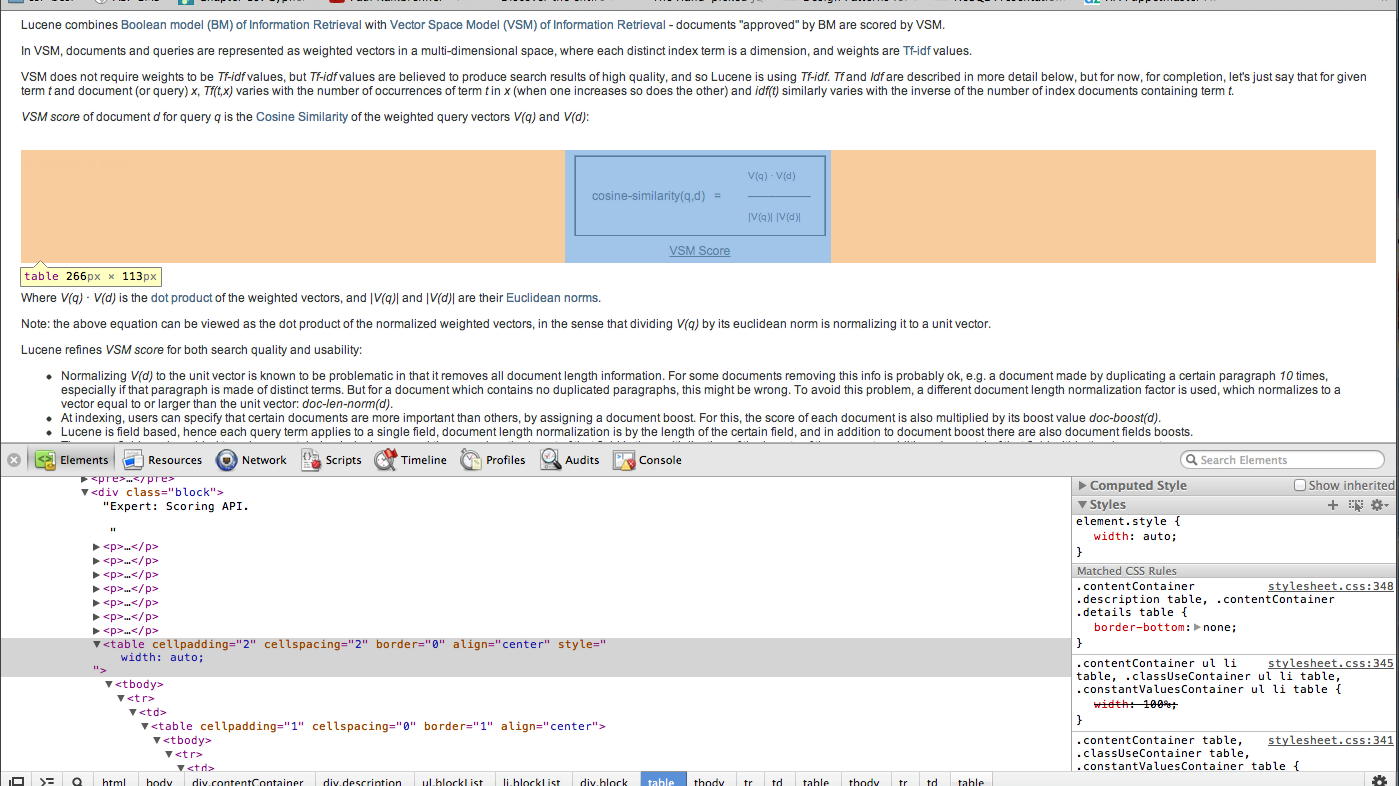 Lucene combines Boolean model (BM) of Information Retrieval with Vector Space Model (VSM) of Information Retrieval - documents "approved" by BM are scored by VSM.
In VSM, documents and queries are represented as weighted vectors in a multi-dimensional space, where each distinct index term is a dimension, and weights are Tf-idf values.
VSM does not require weights to be Tf-idf values, but Tf-idf values are believed to produce search results of high quality, and so Lucene is using Tf-idf. Tf and Idf are described in more detail below, but for now, for completion, let's just say that for given
term t and document (or query) x, Tf(t,x) varies with the number of occurrences of term t in x (when one increases so does the other) and idf(t) similarly varies with the inverse of the number of index documents containing term t.
VSM score of document d for query q is the Cosine Similarity of the weighted query vectors V(q) and V(d):
V(q) · V(d)
cosine-similarity(q,d) =
|V(q)| |V(d)|
VSM Score
table 266px × 113px
Where V(q) · V(d) is the dot product of the weighted vectors, and |V(q)| and |V(d)| are their Euclidean norms.
Note: the above equation can be viewed as the dot product of the normalized weighted vectors, in the sense that dividing V(q) by its euclidean norm is normalizing it to a unit vector.
Lucene refines VSM score for both search quality and usability:
• Normalizing V(d) to the unit vector is known to be problematic in that it removes all document length information. For some documents removing this info is probably ok, e.g. a document made by duplicating a certain paragraph 10 times,
especially if that paragraph is made of distinct terms. But for a document which contains no duplicated paragraphs, this might be wrong. To avoid this problem, a different document length normalization factor is used, which normalizes to a
vector equal to or larger than the unit vector: doc-len-norm(d).
• At indexing, users can specify that certain documents are more important than others, by assigning a document boost. For this, the score of each document is also multiplied by its boost value doc-boost(d).
• Lucene is field based, hence each query term applies to a single field, document length normalization is by the length of the certain field, and in addition to document boost there are also document fields boosts.
Elements Resources Network Scripts Timeline Profiles Audits Console Search Elements
▶<pre>…</pre>
▼<div class="block">
"Expert: Scoring API.
"
▶<p>…</p>
▶<p>…</p>
▶<p>…</p>
▶<p>…</p>
▶<p>…</p>
▶<p>…</p>
▶<p>…</p>
▼<table cellpadding="2" cellspacing="2" border="0" align="center" style="
width: auto;
">
▼<tbody>
▼<tr>
▼<td>
▼<table cellpadding="1" cellspacing="0" border="1" align="center">
▼<tbody>
▼<tr>
▼<td>
▶ Computed Style Show inherited
▼ Styles
element.style {
width: auto;
}
Matched CSS Rules
.contentContainer stylesheet.css:348
.description table, .contentContainer
.details table {
border-bottom:▶none;
}
.contentContainer ul li stylesheet.css:345
table, .classUseContainer ul li table,
.constantValuesContainer ul li table {
width: 100%;
}
.contentContainer table, stylesheet.css:341
.classUseContainer table,
.constantValuesContainer table {
html body div.contentContainer div.description ul.blockList li.blockList div.block table tbody tr td table tbody tr td table